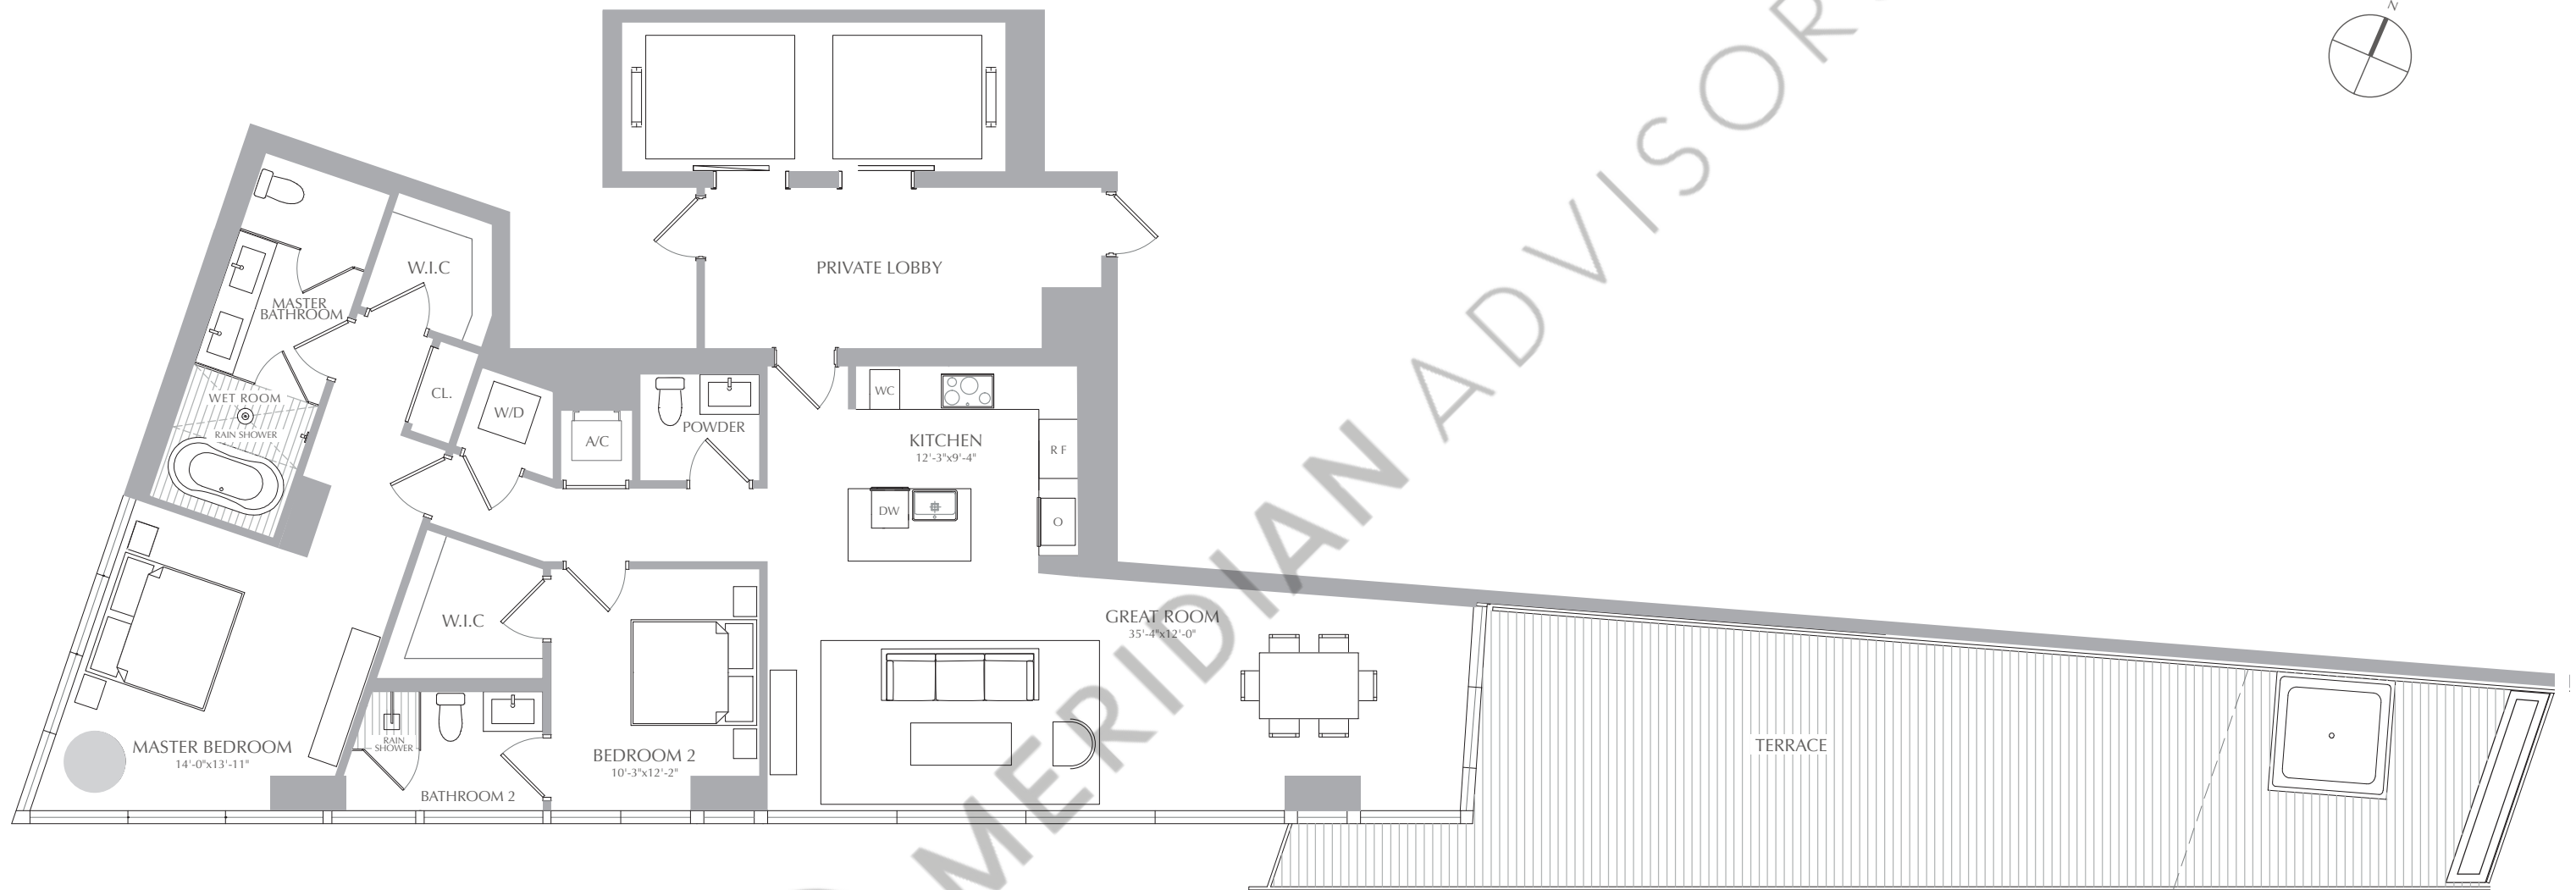 N
PRIVATE LOBBY
W.I.C
MASTER
BATHROOM
WET ROOM
RAIN SHOWER
CL.
W/D
A/C
POWDER
WC
KITCHEN
12'-3"x9'-4"
R F
DW
O
W.I.C
GREAT ROOM
35'-4"x12'-0"
MASTER BEDROOM
14'-0"x13'-11"
RAIN
SHOWER
BATHROOM 2
BEDROOM 2
10'-3"x12'-2"
TERRACE
MERIDIAN ADVISOR